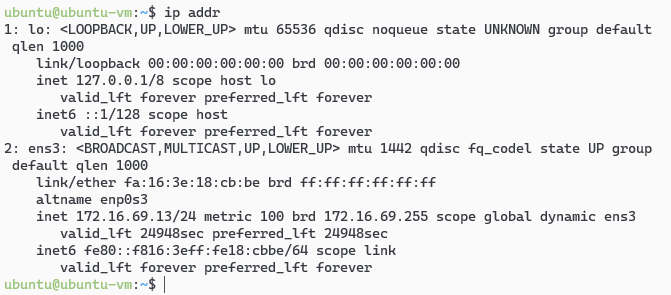 ubuntu@ubuntu-vm:~$ ip addr
1: lo: <LOOPBACK,UP,LOWER_UP> mtu 65536 qdisc noqueue state UNKNOWN group default
 qlen 1000
    link/loopback 00:00:00:00:00:00 brd 00:00:00:00:00:00
    inet 127.0.0.1/8 scope host lo
       valid_lft forever preferred_lft forever
    inet6 ::1/128 scope host
       valid_lft forever preferred_lft forever
2: ens3: <BROADCAST,MULTICAST,UP,LOWER_UP> mtu 1442 qdisc fq_codel state UP group
 default qlen 1000
    link/ether fa:16:3e:18:cb:be brd ff:ff:ff:ff:ff:ff
    altname enp0s3
    inet 172.16.69.13/24 metric 100 brd 172.16.69.255 scope global dynamic ens3
       valid_lft 24948sec preferred_lft 24948sec
    inet6 fe80::f816:3eff:fe18:cbbe/64 scope link
       valid_lft forever preferred_lft forever
ubuntu@ubuntu-vm:~$